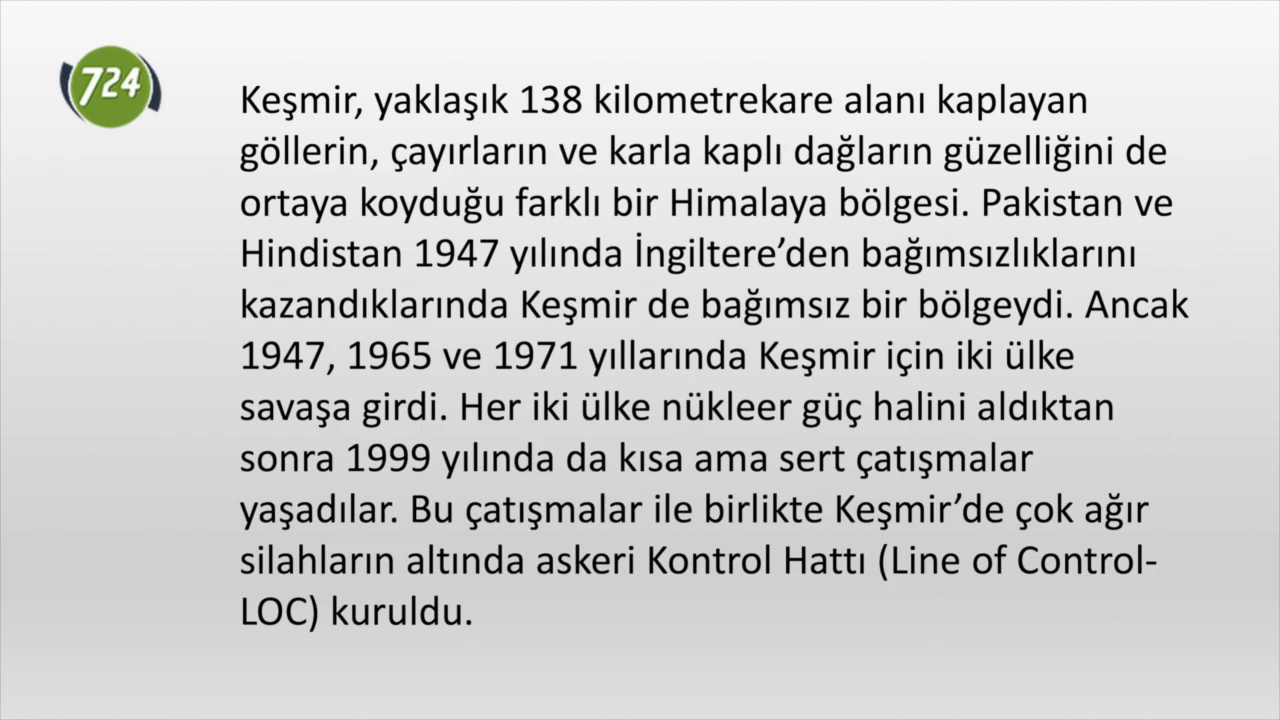 724
Keşmir, yaklaşık 138 kilometrekare alanı kaplayan
göllerin, çayırların ve karla kaplı dağların güzelliğini de
ortaya koyduğu farklı bir Himalaya bölgesi. Pakistan ve
Hindistan 1947 yılında İngiltere’den bağımsızlıklarını
kazandıklarında Keşmir de bağımsız bir bölgeydi. Ancak
1947, 1965 ve 1971 yıllarında Keşmir için iki ülke
savaşa girdi. Her iki ülke nükleer güç halini aldıktan
sonra 1999 yılında da kısa ama sert çatışmalar
yaşadılar. Bu çatışmalar ile birlikte Keşmir’de çok ağır
silahların altında askeri Kontrol Hattı (Line of Control-
LOC) kuruldu.